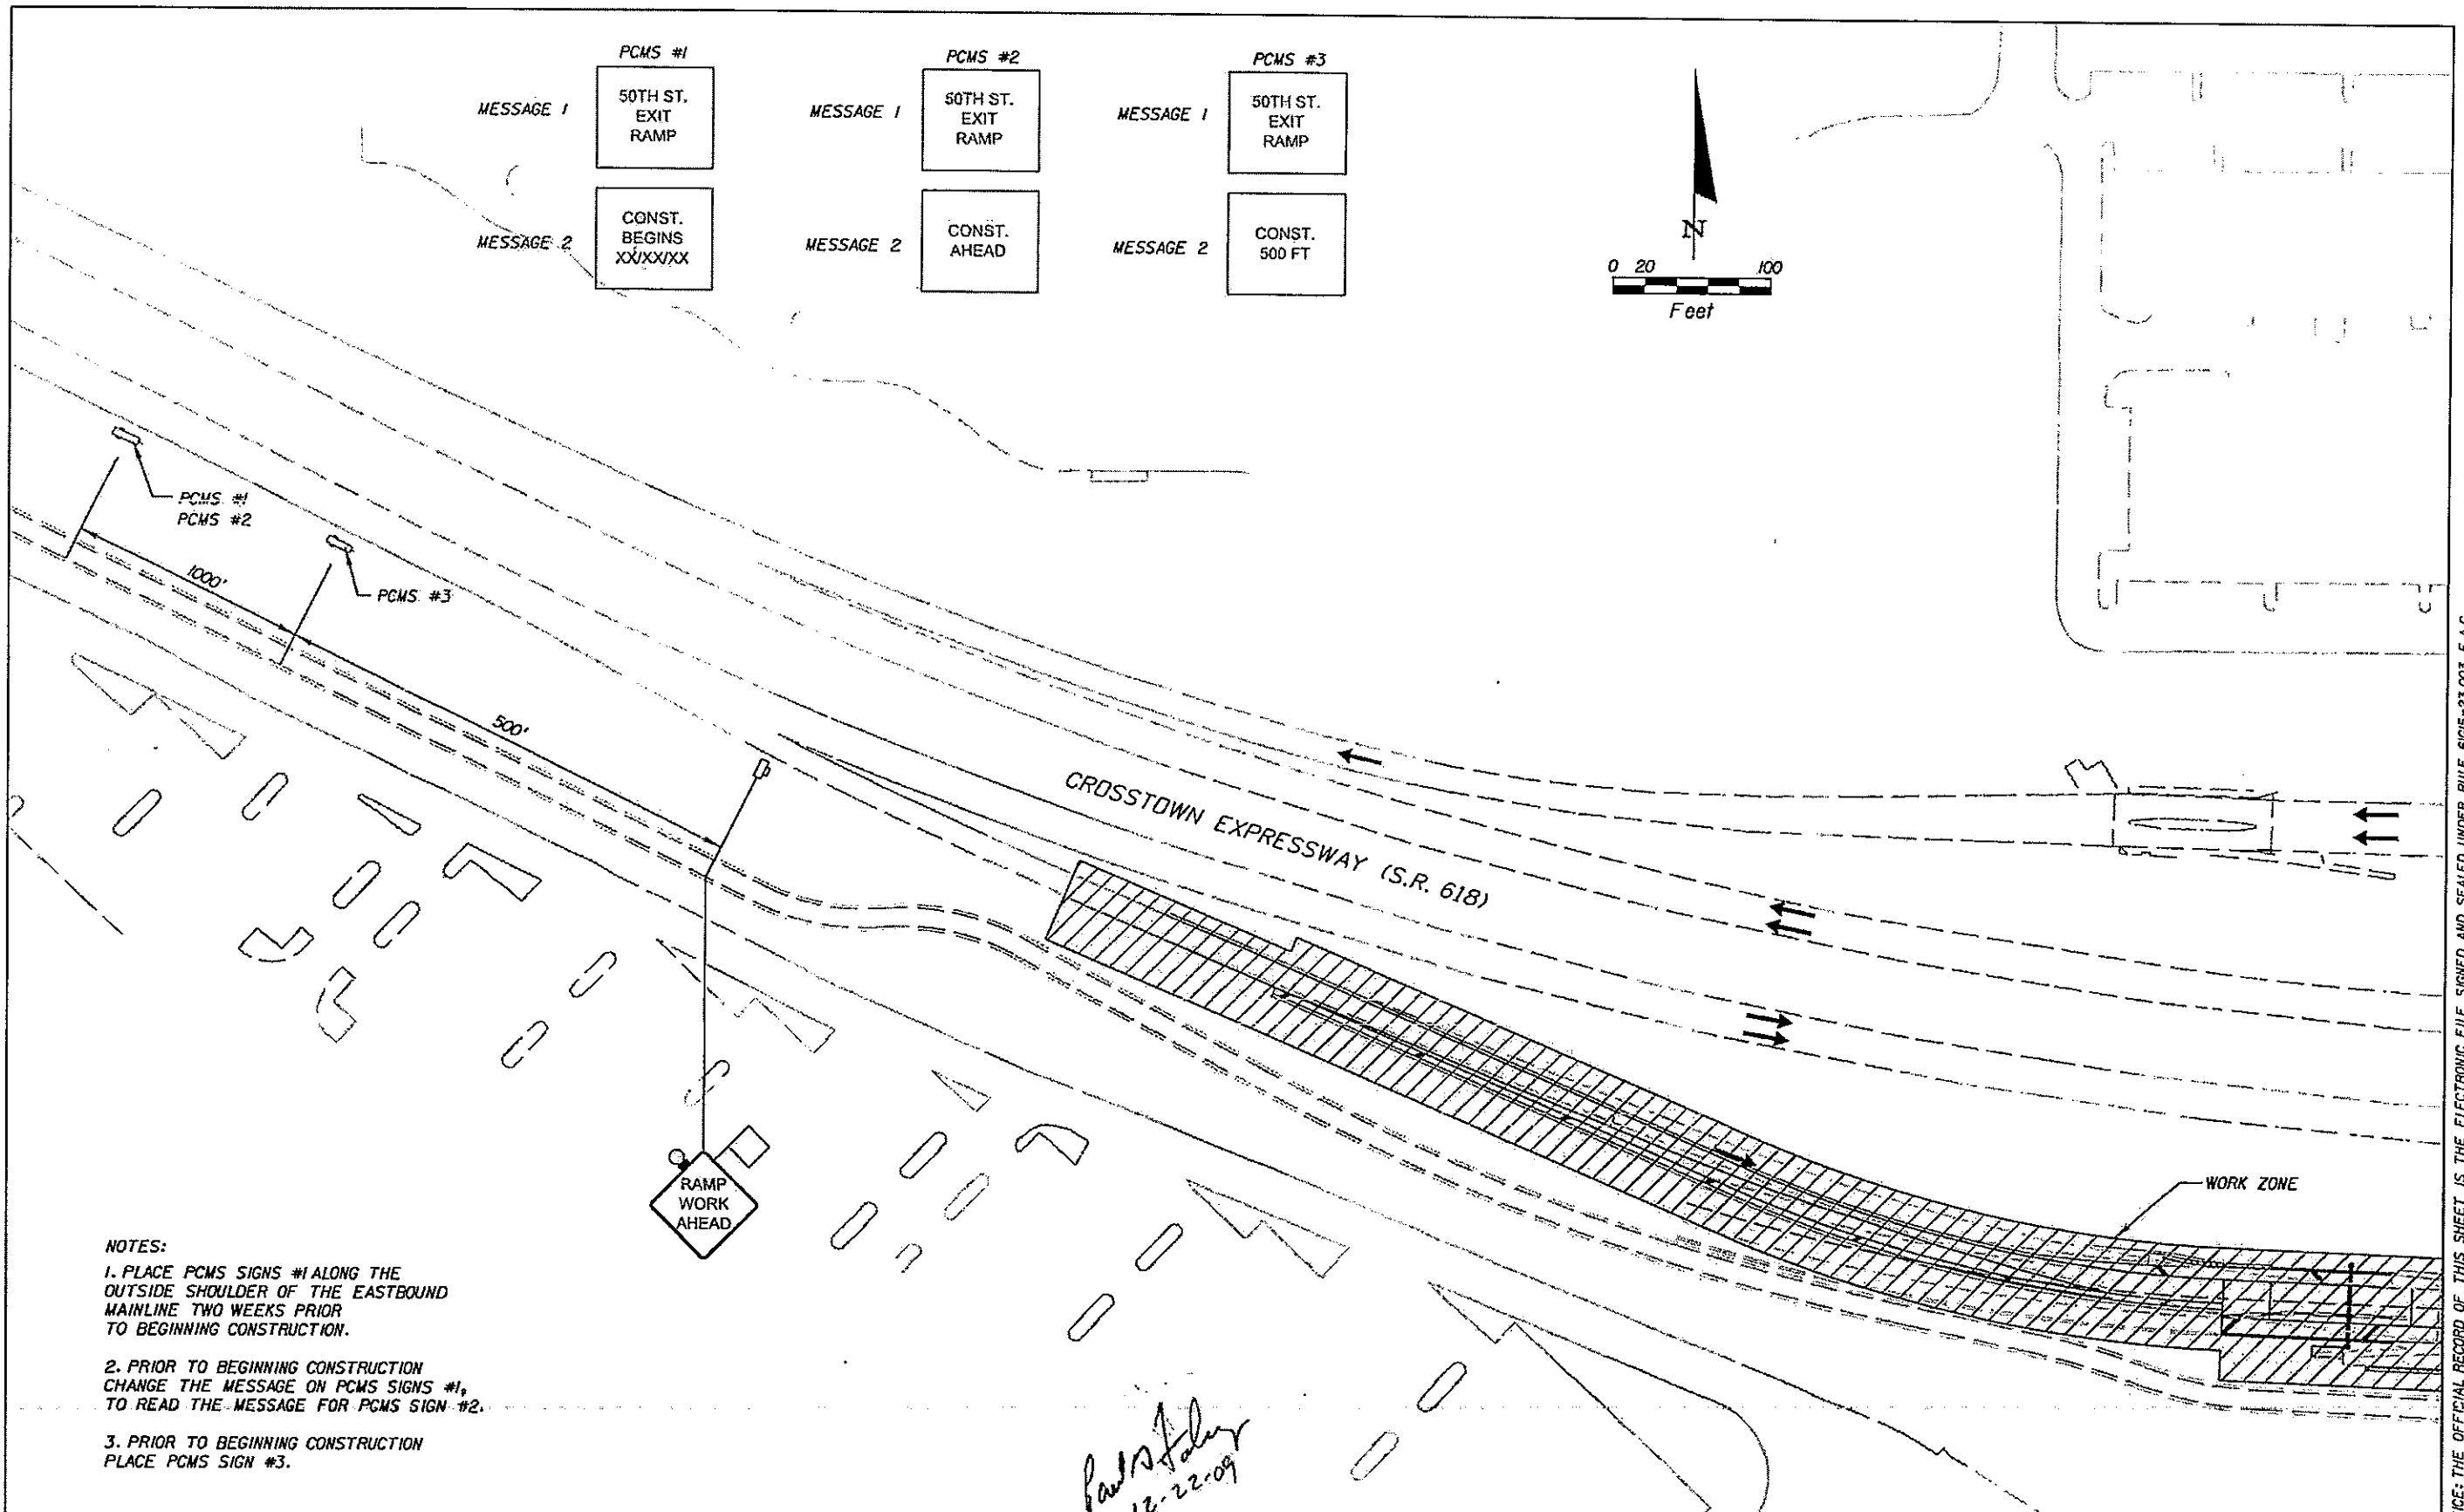 PCMS #1
PCMS #2
PCMS #3
MESSAGE 1
50TH ST.
EXIT
RAMP
MESSAGE 1
50TH ST.
EXIT
RAMP
MESSAGE 1
50TH ST.
EXIT
RAMP
MESSAGE 2
CONST.
BEGINS
XX/XX/XX
MESSAGE 2
CONST.
AHEAD
MESSAGE 2
CONST.
500 FT
N
0 20 100
Feet
PCMS #1
PCMS #2
1000'
PCMS #3
500'
CROSSTOWN EXPRESSWAY (S.R. 618)
WORK ZONE
RAMP
WORK
AHEAD
NOTES:
1. PLACE PCMS SIGNS #1 ALONG THE
OUTSIDE SHOULDER OF THE EASTBOUND
MAINLINE TWO WEEKS PRIOR
TO BEGINNING CONSTRUCTION.
2. PRIOR TO BEGINNING CONSTRUCTION
CHANGE THE MESSAGE ON PCMS SIGNS #1,
TO READ THE MESSAGE FOR PCMS SIGN #2.
3. PRIOR TO BEGINNING CONSTRUCTION
PLACE PCMS SIGN #3.
12-22-09
THE OFFICIAL RECORD OF THIS SHEET IS THE ELECTRONIC FILE SIGNED AND SEALED UNDER RULE 61G15-23.003, F.A.C.